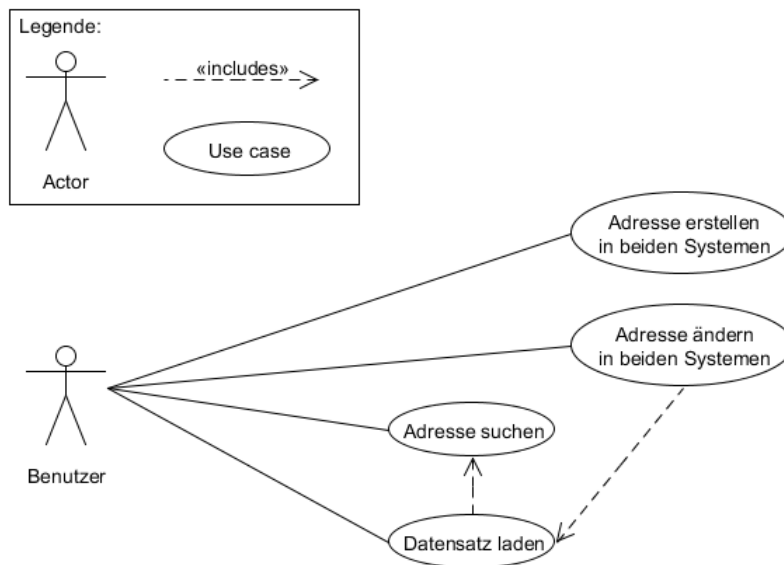 Legende:
«includes»
Use case
Actor
Adresse erstellen
in beiden Systemen
Adresse ändern
in beiden Systemen
Adresse suchen
Benutzer
Datensatz laden